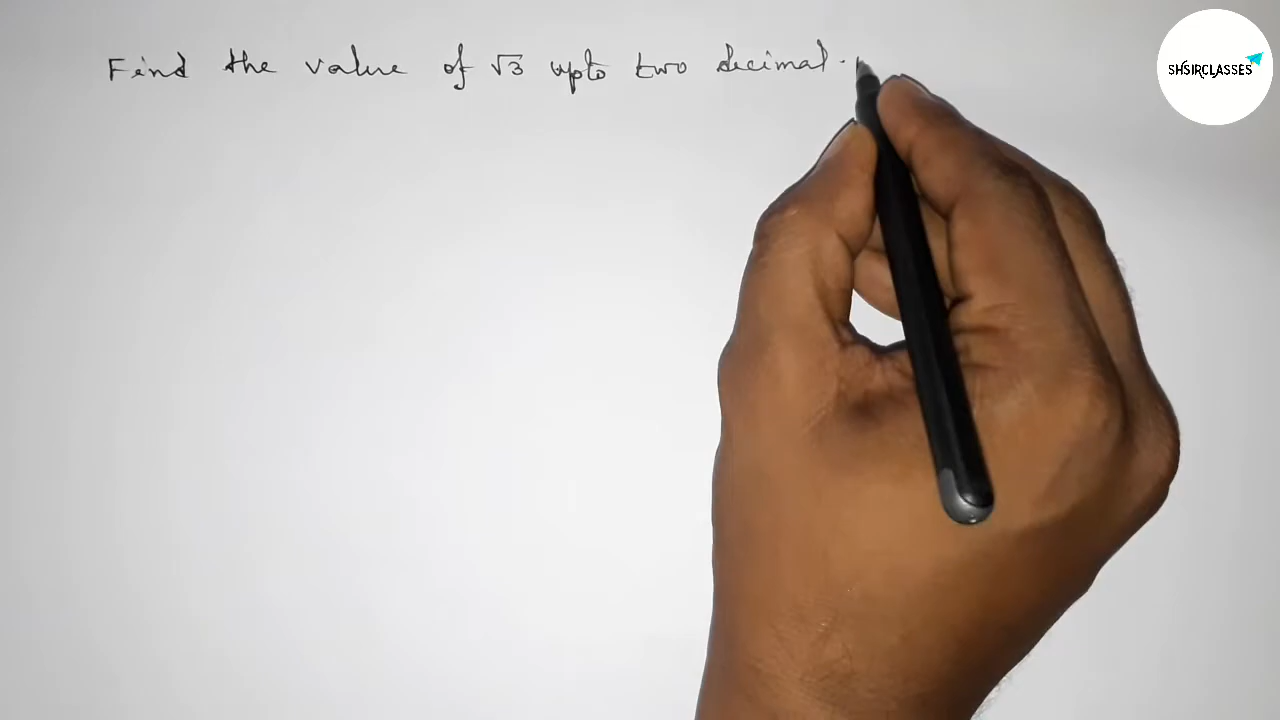 Find the value of √3 upto two decimal.
SHSIRCLASSES